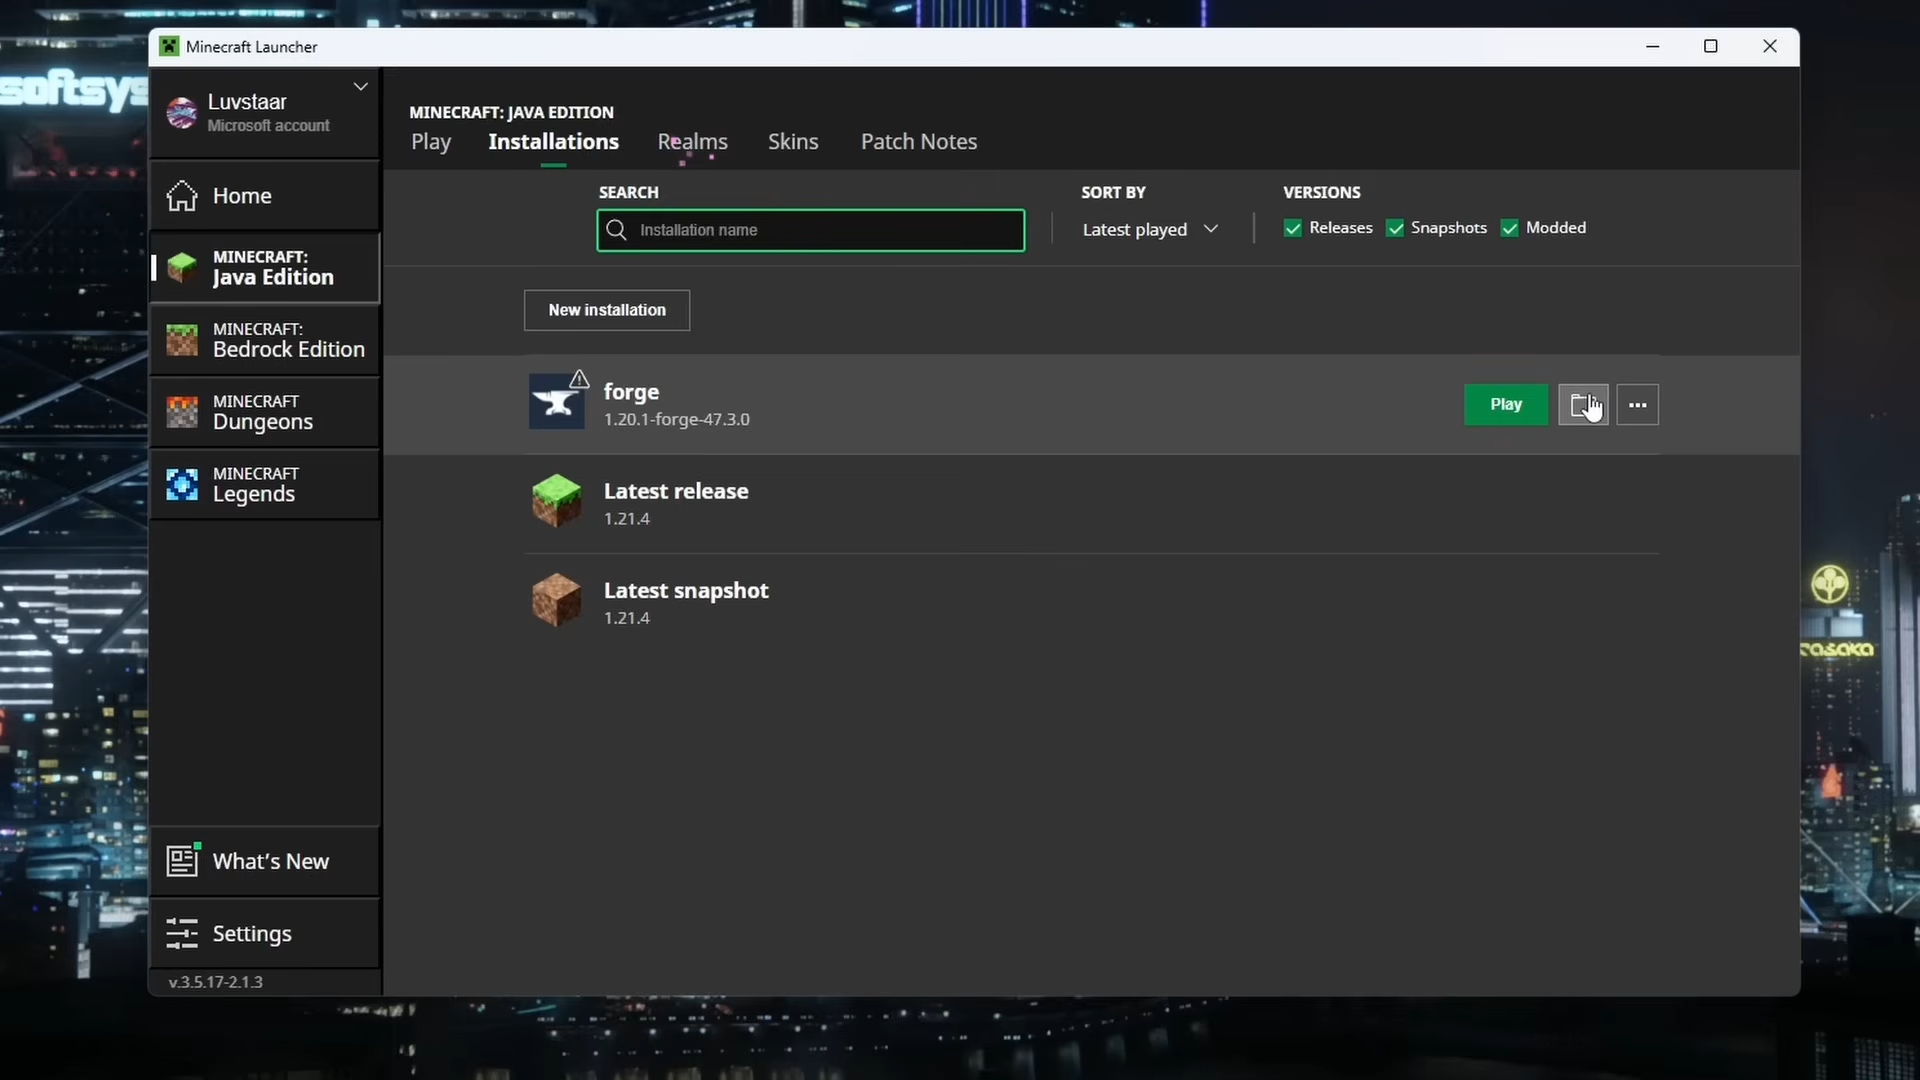 Minecraft Launcher
softsys
Luvstaar
Microsoft account
Home
MINECRAFT:
Java Edition
MINECRAFT:
Bedrock Edition
MINECRAFT
Dungeons
MINECRAFT
Legends
What's New
Settings
v.3.5.17-2.1.3
MINECRAFT: JAVA EDITION
Play Installations Realms Skins Patch Notes
SEARCH SORT BY VERSIONS
Installation name Latest played Releases Snapshots Modded
New installation
forge
1.20.1-forge-47.3.0
Play
Latest release
1.21.4
Latest snapshot
1.21.4